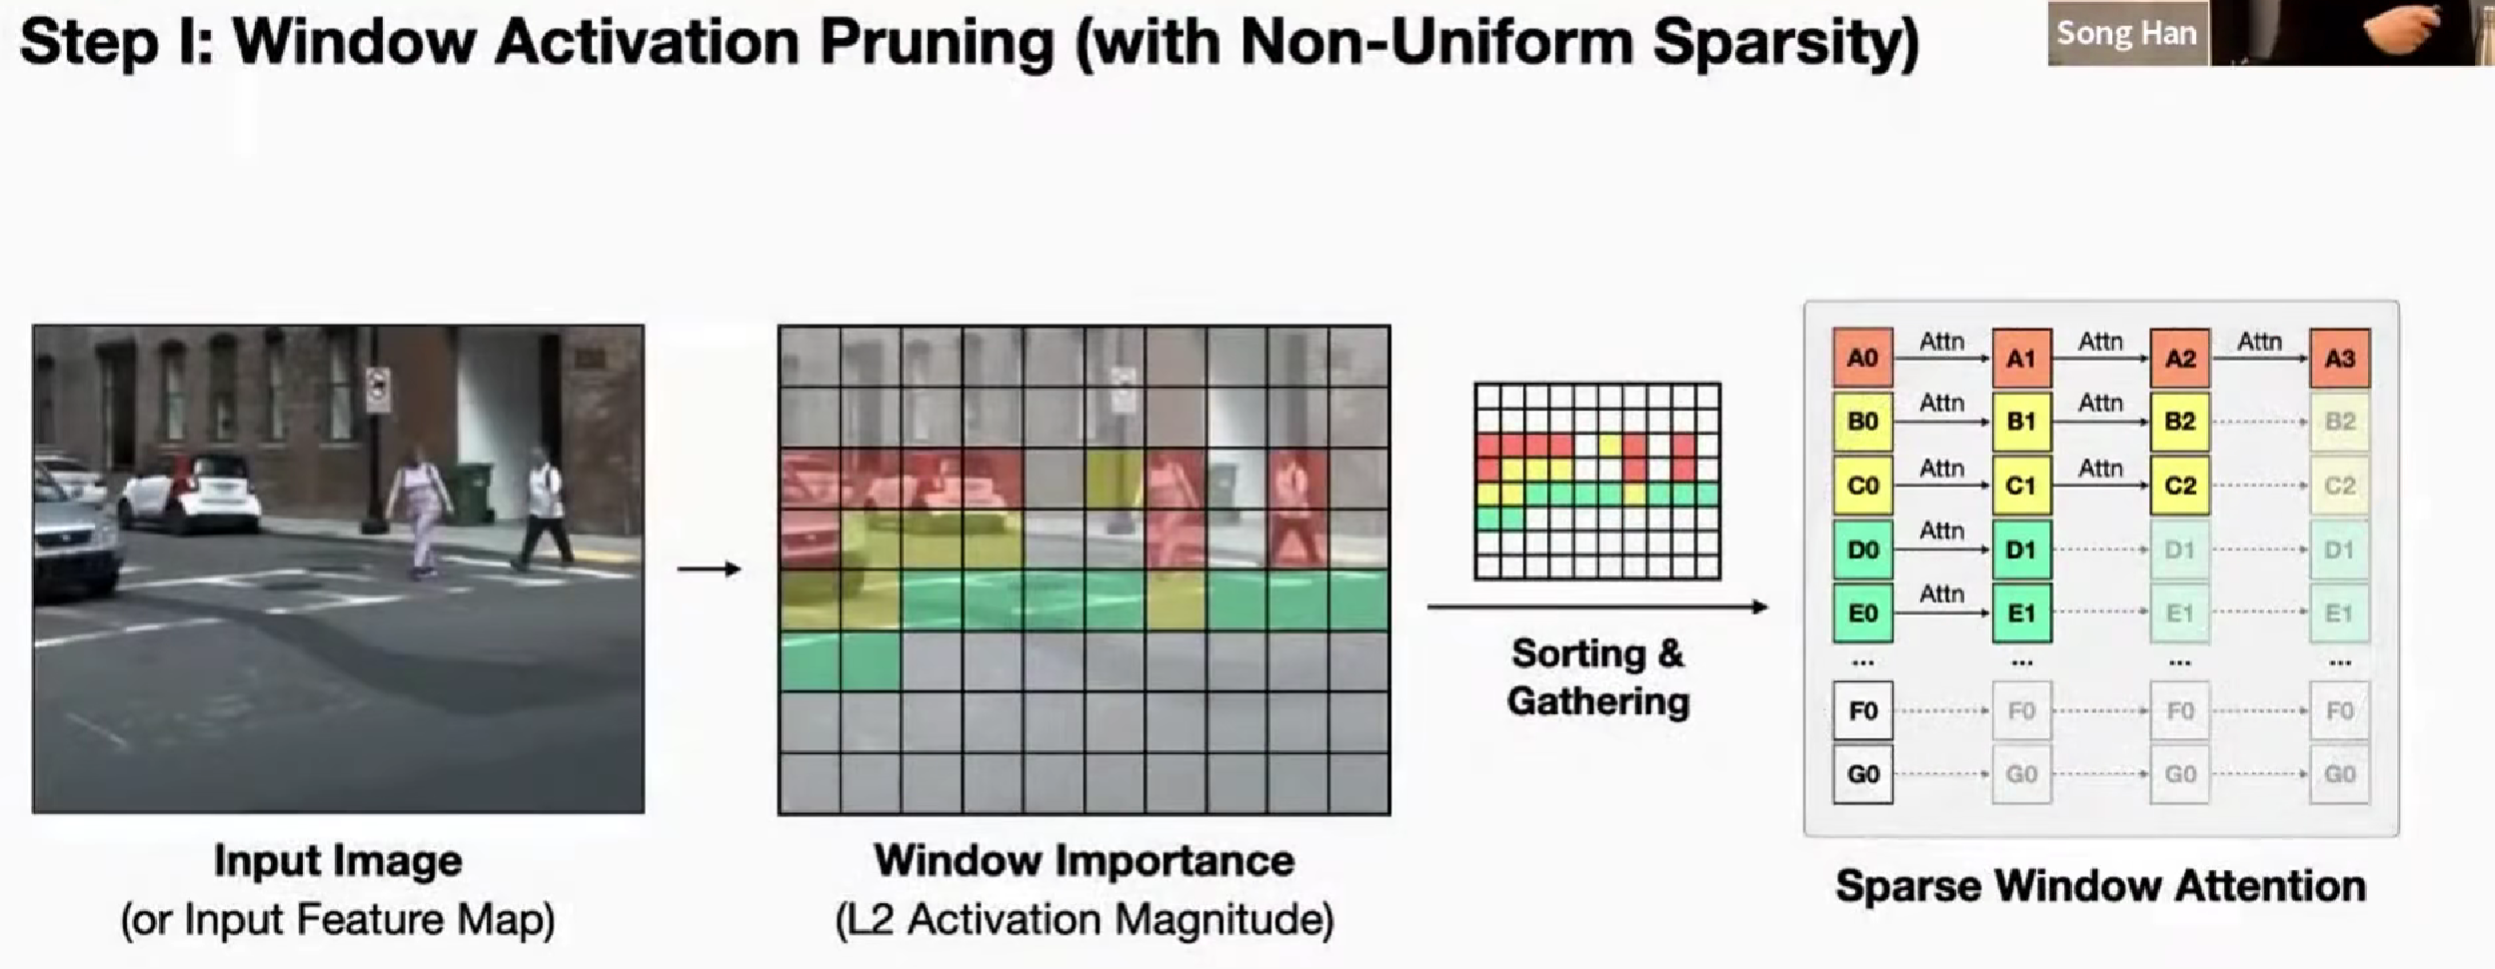 Step I: Window Activation Pruning (with Non-Uniform Sparsity)
Song Han
Input Image
(or Input Feature Map)
Window Importance
(L2 Activation Magnitude)
Sorting &
Gathering
A0 Attn A1 Attn A2 Attn A3
B0 Attn B1 Attn B2 B2
C0 Attn C1 Attn C2 C2
D0 Attn D1 D1 D1
E0 Attn E1 E1 E1
... ... ... ...
F0 F0 F0 F0
G0 G0 G0 G0
Sparse Window Attention